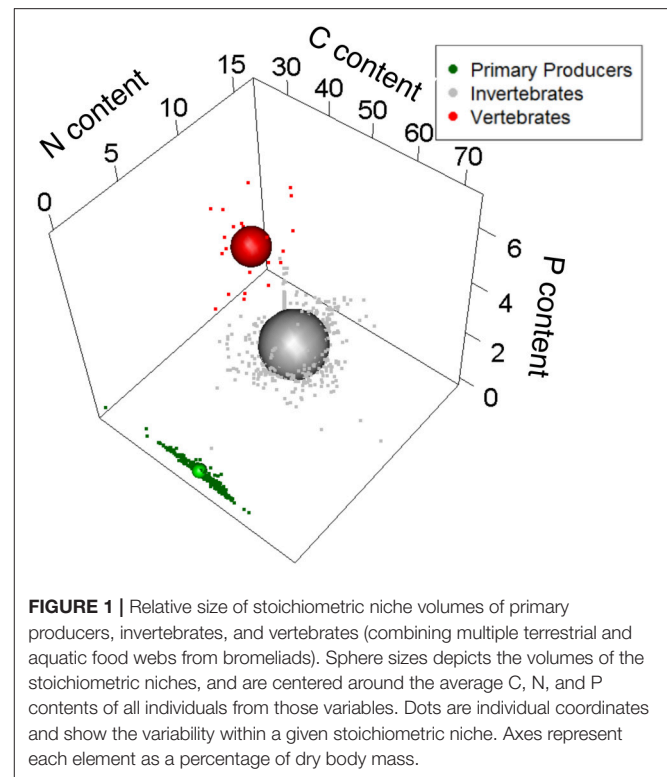 N content
C content
P content
0
5
10
15
30
40
50
60
70
6
4
2
0
Primary Producers
Invertebrates
Vertebrates
FIGURE 1 | Relative size of stoichiometric niche volumes of primary
producers, invertebrates, and vertebrates (combining multiple terrestrial and
aquatic food webs from bromeliads). Sphere sizes depicts the volumes of the
stoichiometric niches, and are centered around the average C, N, and P
contents of all individuals from those variables. Dots are individual coordinates
and show the variability within a given stoichiometric niche. Axes represent
each element as a percentage of dry body mass.